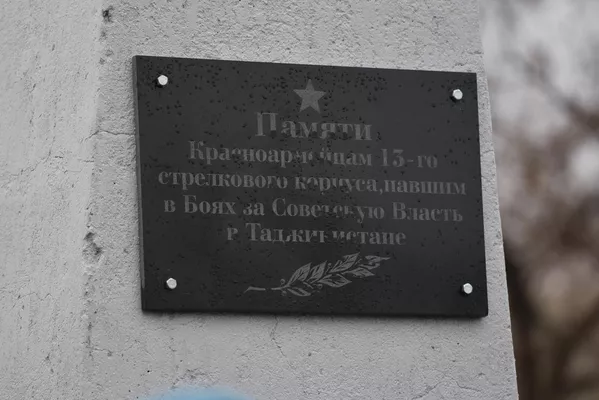 Памяти
Красноармейцам 13-го
стрелкового корпуса,павшим
в Боях за Советскую Власть
в Таджикистане